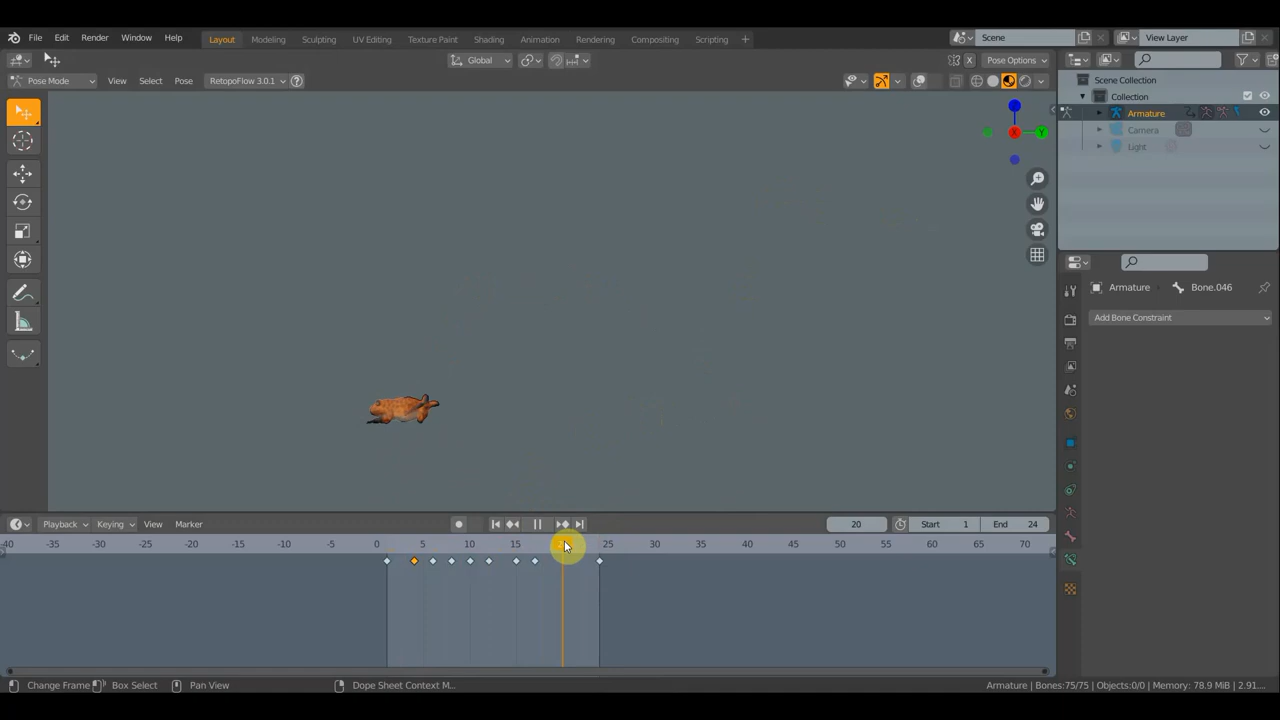 File Edit Render Window Help Layout Modeling Sculpting UV Editing Texture Paint Shading Animation Rendering Compositing Scripting + Scene View Layer
Global Pose Options
Pose Mode View Select Pose RetopoFlow 3.0.1
Scene Collection
Collection
Armature
Camera
Light
X Y
Armature Bone.046
Add Bone Constraint
Playback Keying View Marker 20 Start 1 End 24
-40 -35 -30 -25 -20 -15 -10 -5 0 5 10 15 25 30 35 40 45 50 55 60 65 70
Change Frame Box Select Pan View Dope Sheet Context M... Armature | Bones:75/75 | Objects:0/0 | Memory: 78.9 MiB | 2.91...